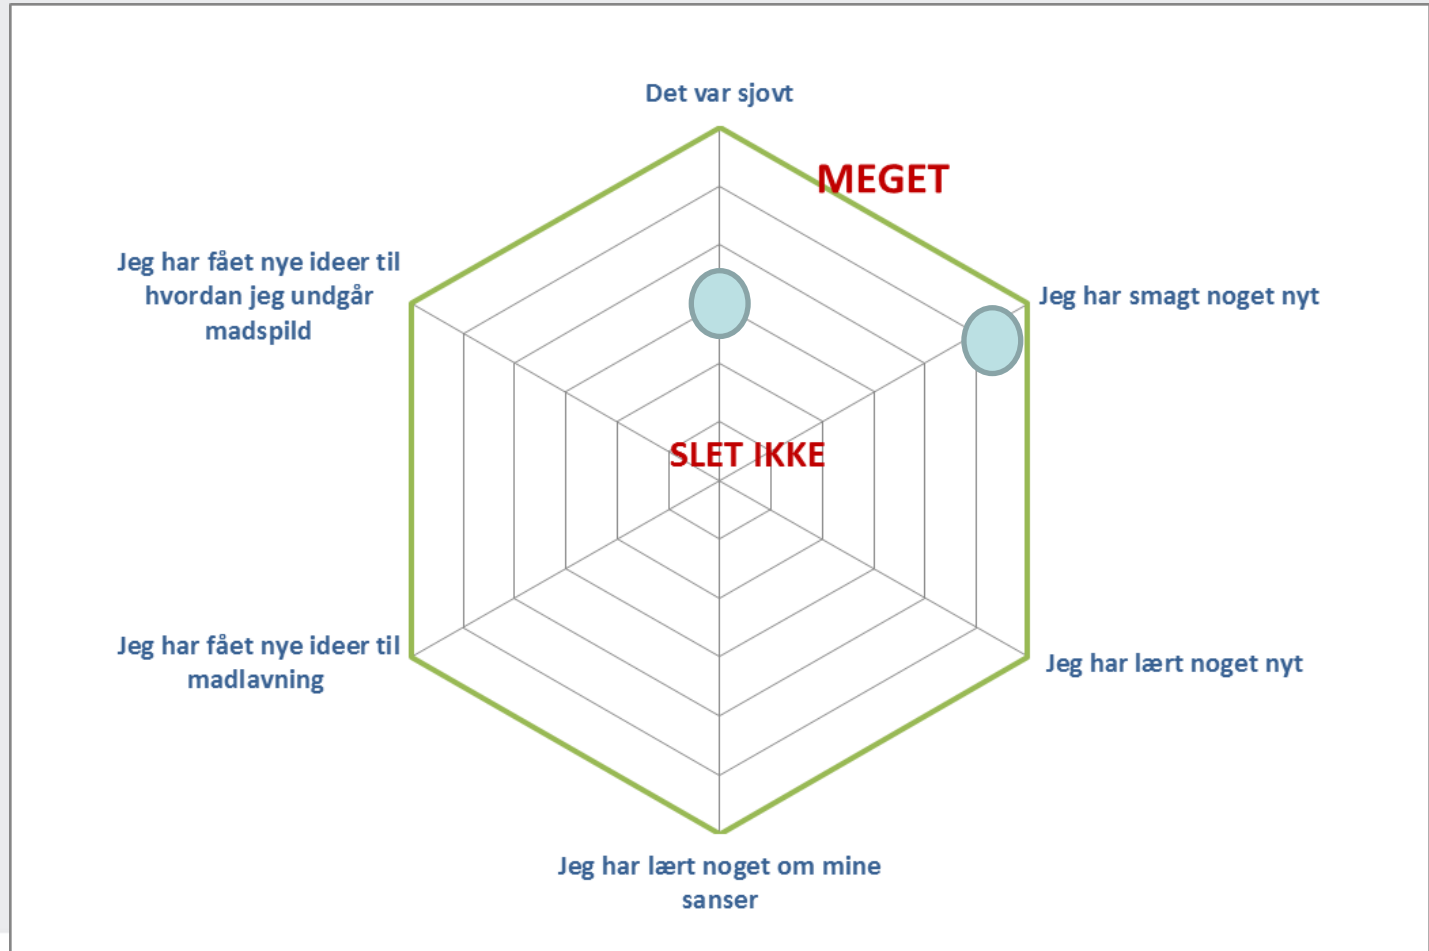 Det var sjovt
MEGET
Jeg har fået nye ideer til
hvordan jeg undgår
madspild
Jeg har smagt noget nyt
SLET IKKE
Jeg har fået nye ideer til
madlavning
Jeg har lært noget nyt
Jeg har lært noget om mine
sanser